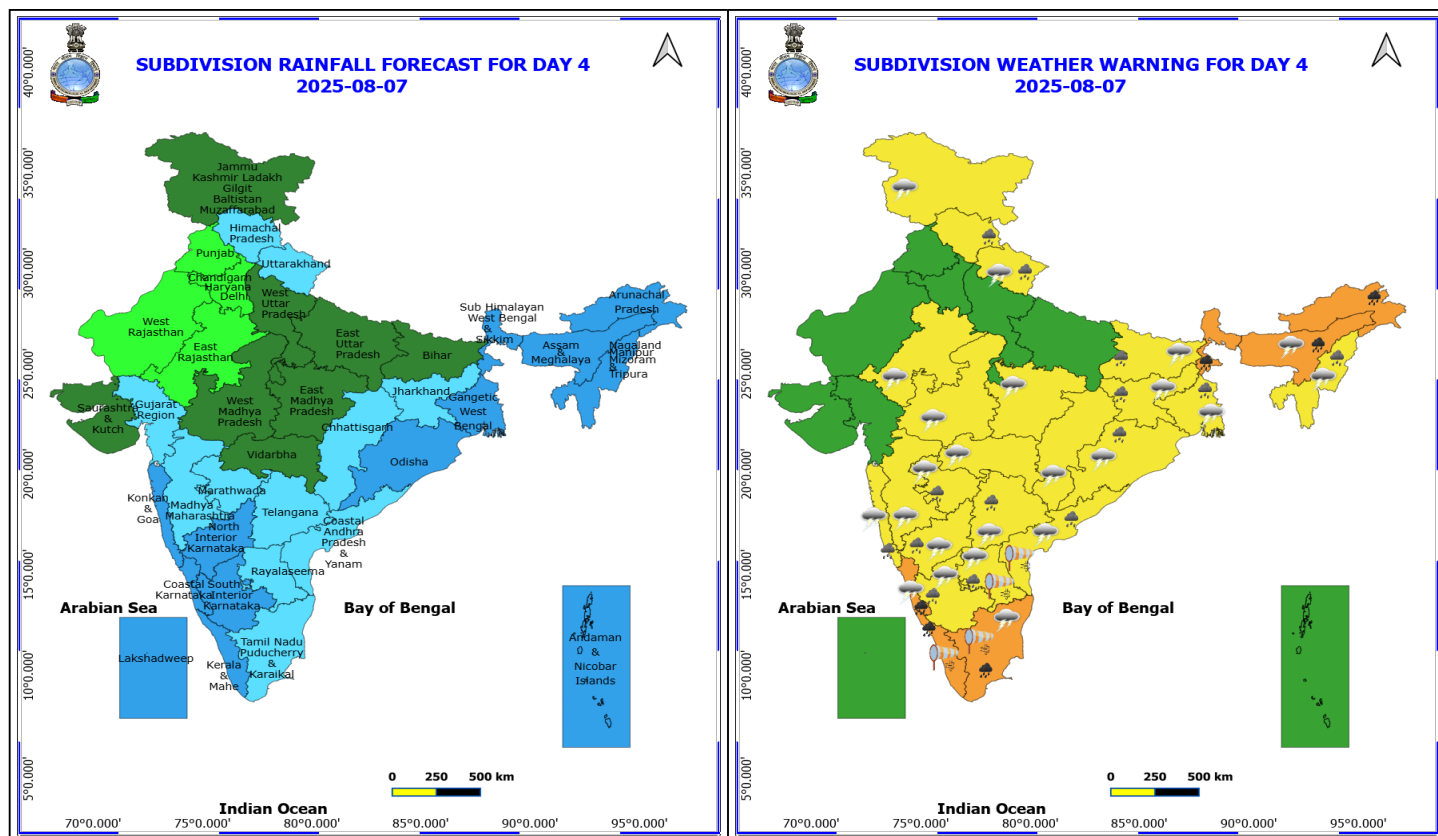 SUBDIVISION RAINFALL FORECAST FOR DAY 4
2025-08-07
40°0.000'
35°0.000'
30°0.000'
25°0.000'
20°0.000'
15°0.000'
10°0.000'
5°0.000'
Jammu
Kashmir Ladakh
Gilgit
Baltistan
Muzaffarabad
Himachal
Pradesh
Punjab
Uttarakhand
Chandigarh
Haryana
Delhi
West
Uttar
Pradesh
West
Rajasthan
East
Rajasthan
East
Uttar
Pradesh
Bihar
Sub Himalayan
West Bengal
&
Sikkim
Arunachal
Pradesh
Assam
&
Meghalaya
Nagaland
Manipur
Mizoram
&
Tripura
Saurashtra
&
Kutch
Gujarat
Region
West
Madhya
Pradesh
East
Madhya
Pradesh
Jharkhand
Gangetic
West
Bengal
Chhattisgarh
Vidarbha
Odisha
Konkan
&
Goa
Madhya
Maharashtra
Marathwada
North
Interior
Karnataka
Telangana
Coastal
Andhra
Pradesh
&
Yanam
Rayalaseema
Coastal
Karnataka
South
Interior
Karnataka
Arabian Sea
Bay of Bengal
Lakshadweep
Kerala
&
Mahe
Tamil Nadu
Puducherry
&
Karaikal
Andaman
&
Nicobar
Islands
0 250 500 km
Indian Ocean
70°0.000' 75°0.000' 80°0.000' 85°0.000' 90°0.000' 95°0.000'
SUBDIVISION WEATHER WARNING FOR DAY 4
2025-08-07
40°0.000'
35°0.000'
30°0.000'
25°0.000'
20°0.000'
15°0.000'
10°0.000'
5°0.000'
Arabian Sea
Bay of Bengal
0 250 500 km
Indian Ocean
70°0.000' 75°0.000' 80°0.000' 85°0.000' 90°0.000' 95°0.000'